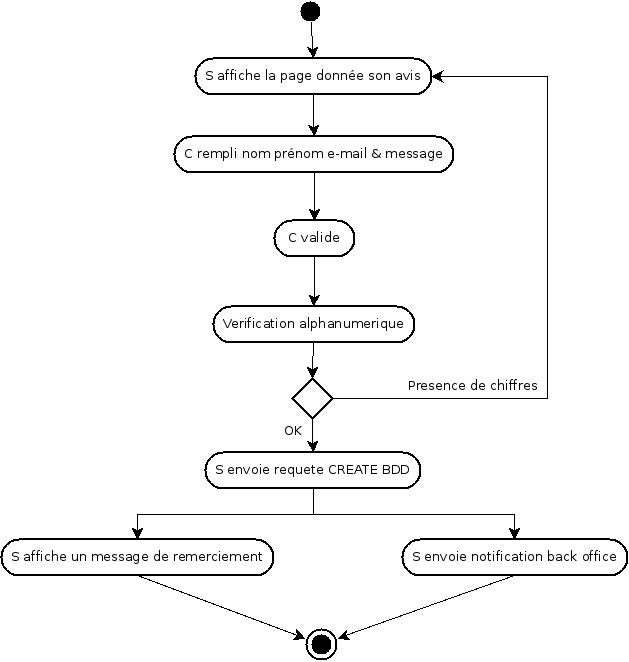 S affiche la page donnée son avis
C rempli nom prénom e-mail & message
C valide
Verification alphanumerique
Presence de chiffres
OK
S envoie requete CREATE BDD
S affiche un message de remerciement
S envoie notification back office